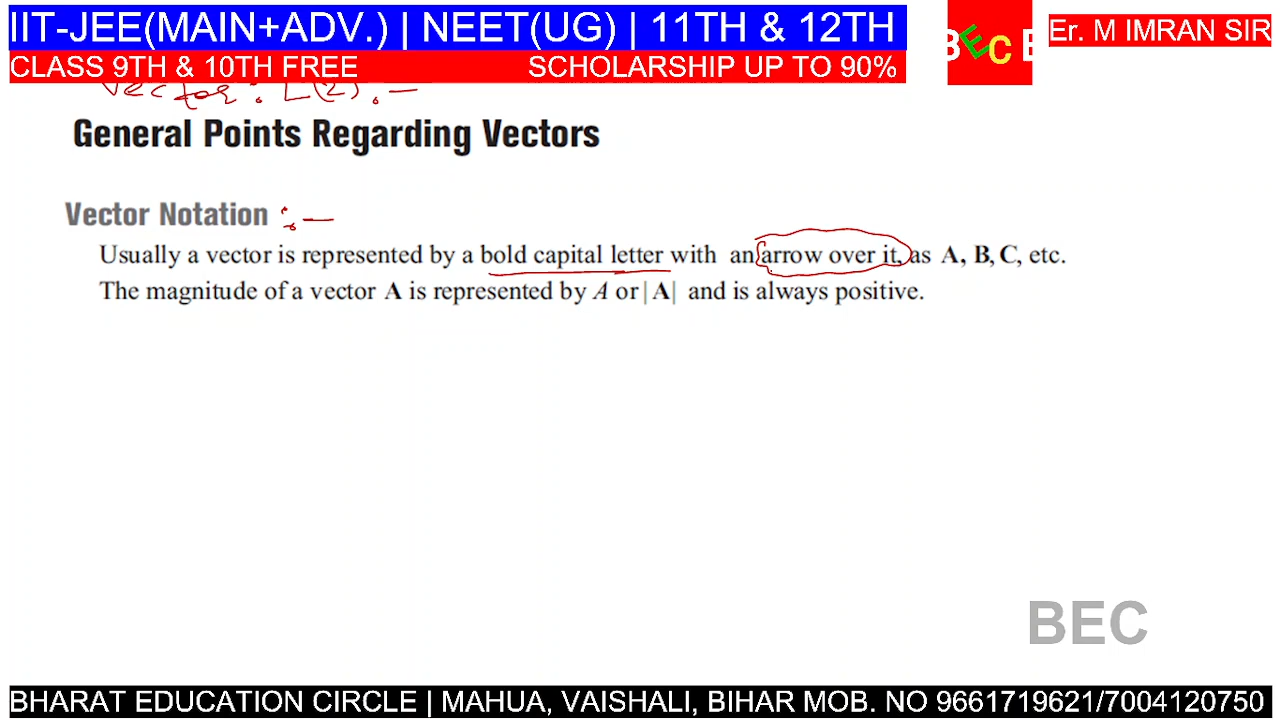 IIT-JEE(MAIN+ADV.) | NEET(UG) | 11TH & 12TH
Er. M IMRAN SIR
BEC E
CLASS 9TH & 10TH FREE SCHOLARSHIP UP TO 90%
Vector : L(2) :-
General Points Regarding Vectors
Vector Notation :-
Usually a vector is represented by a bold capital letter with an arrow over it, as A, B, C, etc.
The magnitude of a vector A is represented by A or |A| and is always positive.
BEC
BHARAT EDUCATION CIRCLE | MAHUA, VAISHALI, BIHAR MOB. NO 9661719621/7004120750